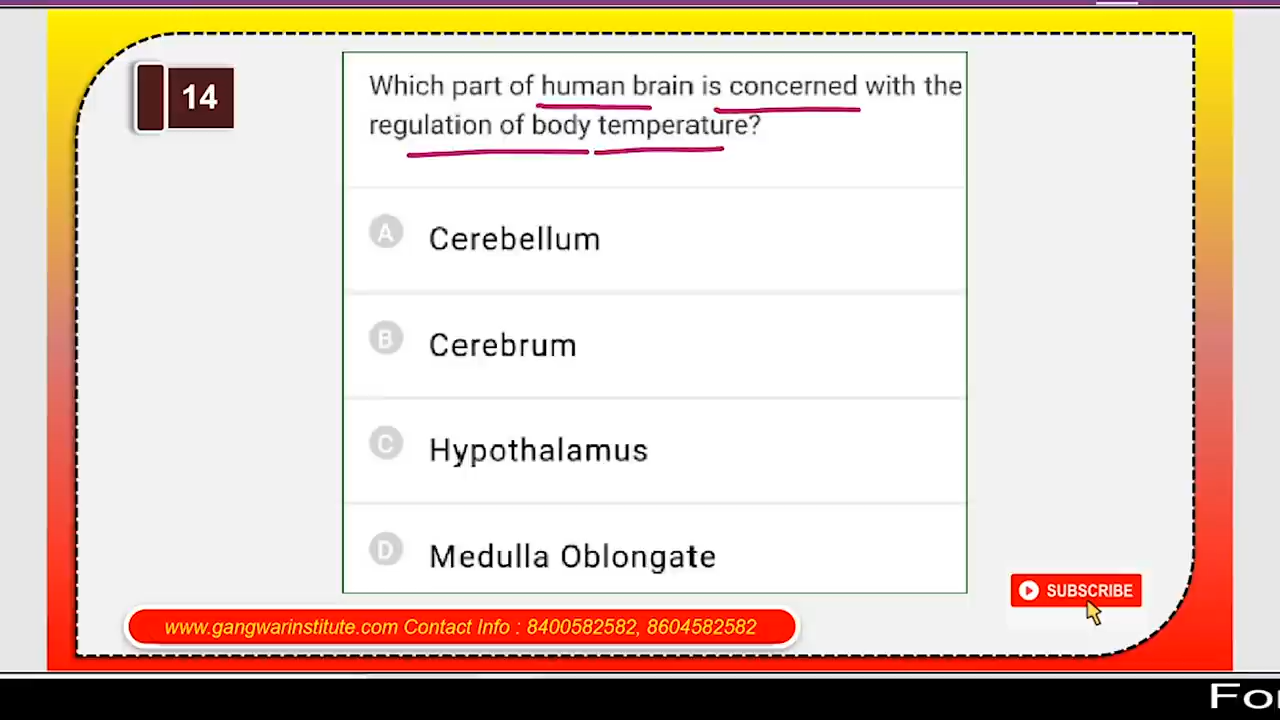 14
Which part of human brain is concerned with the
regulation of body temperature?
A Cerebellum
B Cerebrum
C Hypothalamus
D Medulla Oblongate
SUBSCRIBE
www.gangwarinstitute.com Contact Info : 8400582582, 8604582582